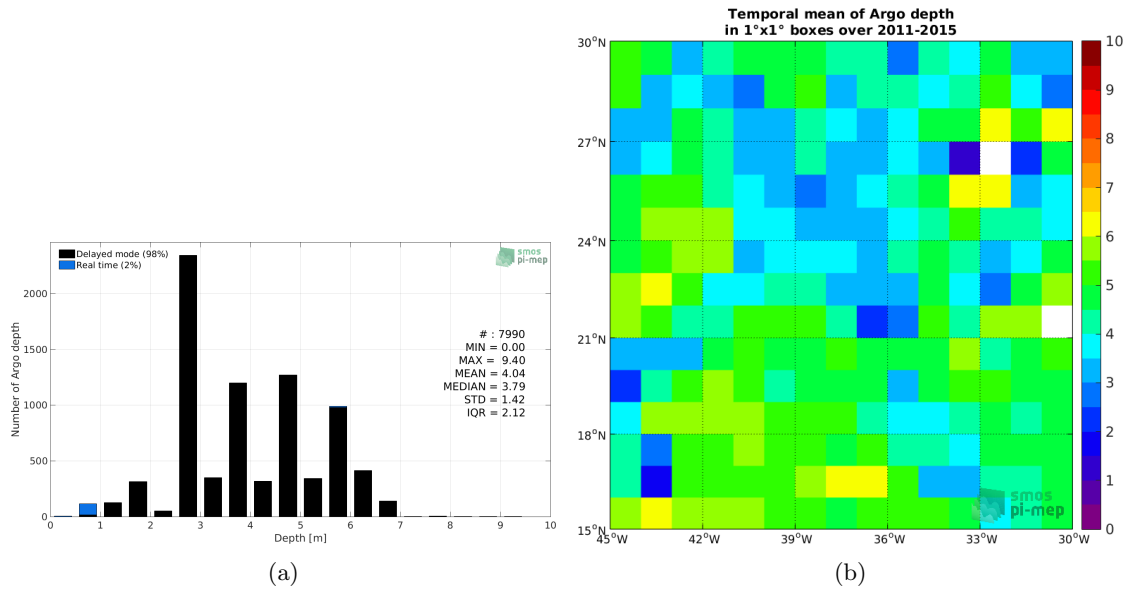 Delayed mode (98%)
Real time (2%)
smos
pi-mep
# : 7990
MIN = 0.00
MAX = 9.40
MEAN = 4.04
MEDIAN = 3.79
STD = 1.42
IQR = 2.12
Number of Argo depth
2000
1500
1000
500
0
0 1 2 3 4 5 6 7 8 9 10
Depth [m]
(a)
Temporal mean of Argo depth
in 1°x1° boxes over 2011-2015
30°N
27°N
24°N
21°N
18°N
15°N
45°W 42°W 39°W 36°W 33°W 30°W
smos
pi-mep
10
9
8
7
6
5
4
3
2
1
0
(b)